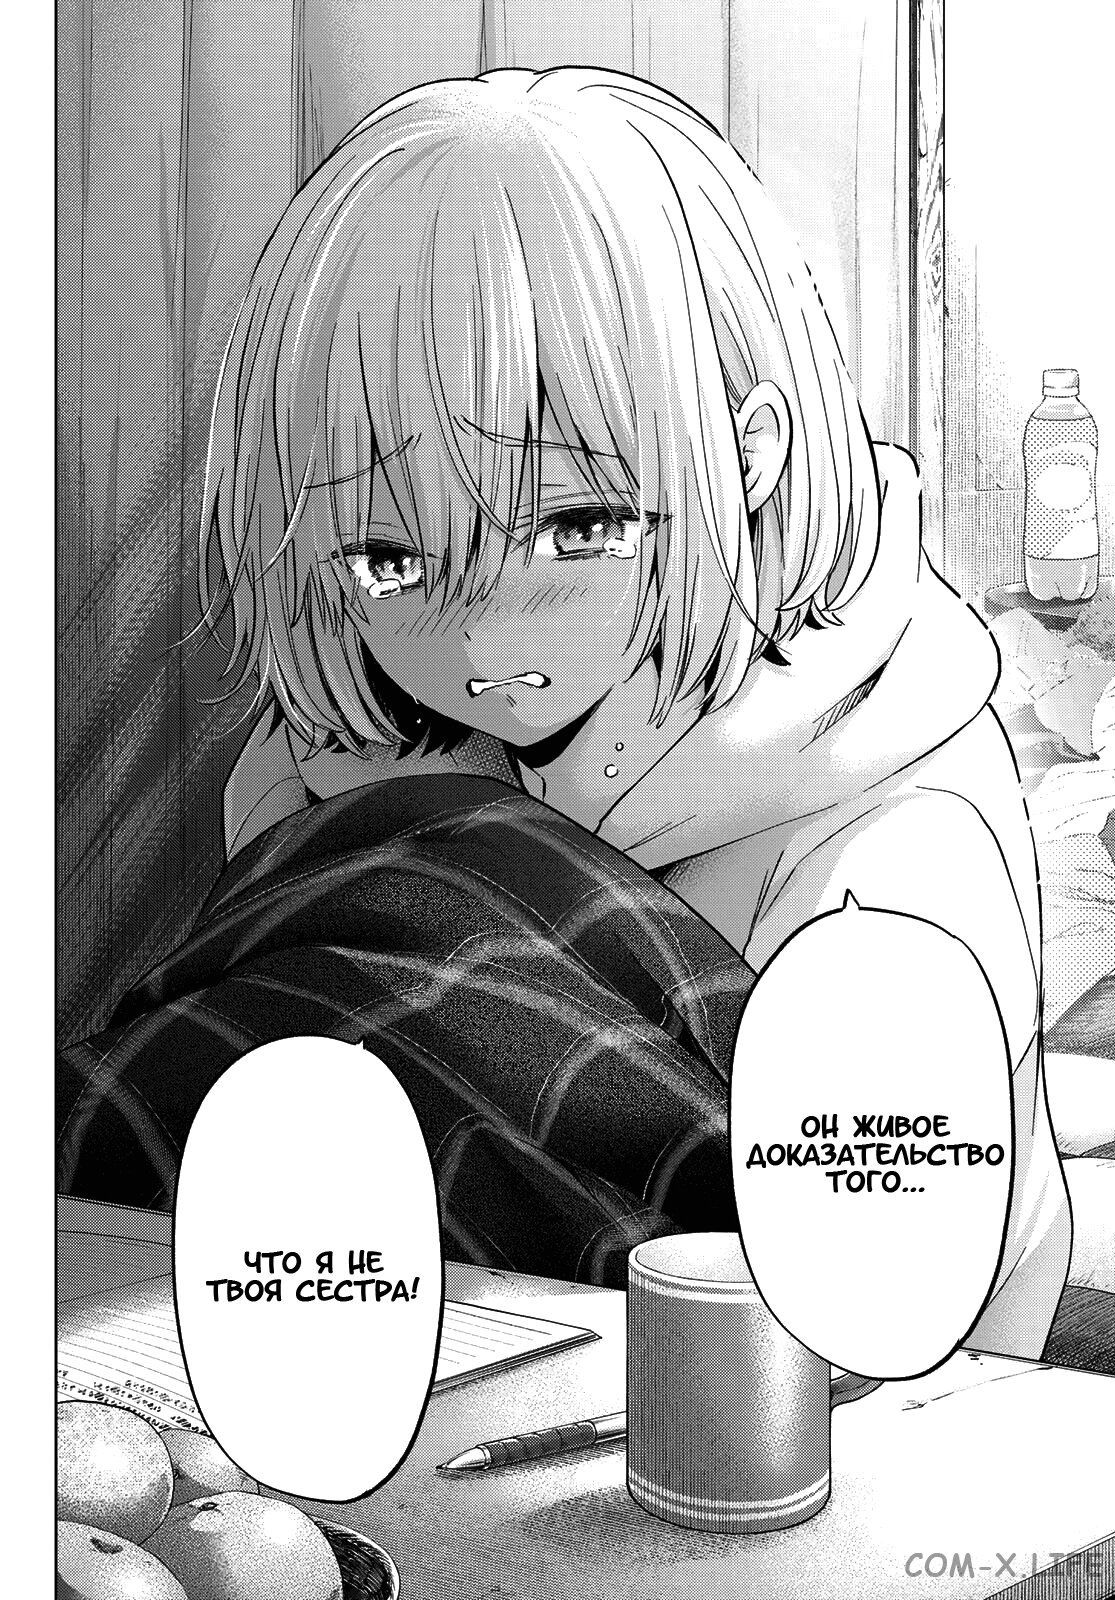 ОН ЖИВОЕ
ДОКАЗАТЕЛЬСТВО
ТОГО...
ЧТО Я НЕ
ТВОЯ СЕСТРА!
COM-X.LIFE